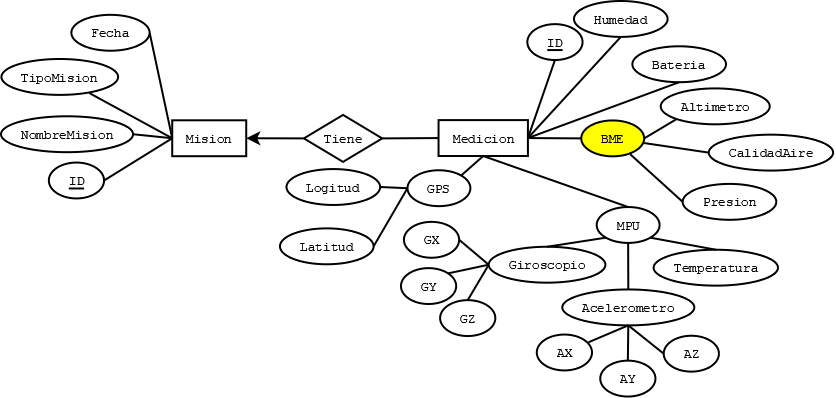 Humedad
Fecha
ID
Bateria
TipoMision
Altimetro
NombreMision
Mision
Tiene
Medicion
BME
CalidadAire
ID
Logitud
GPS
Presion
MPU
GX
Latitud
Giroscopio
Temperatura
GY
Acelerometro
GZ
AX
AZ
AY